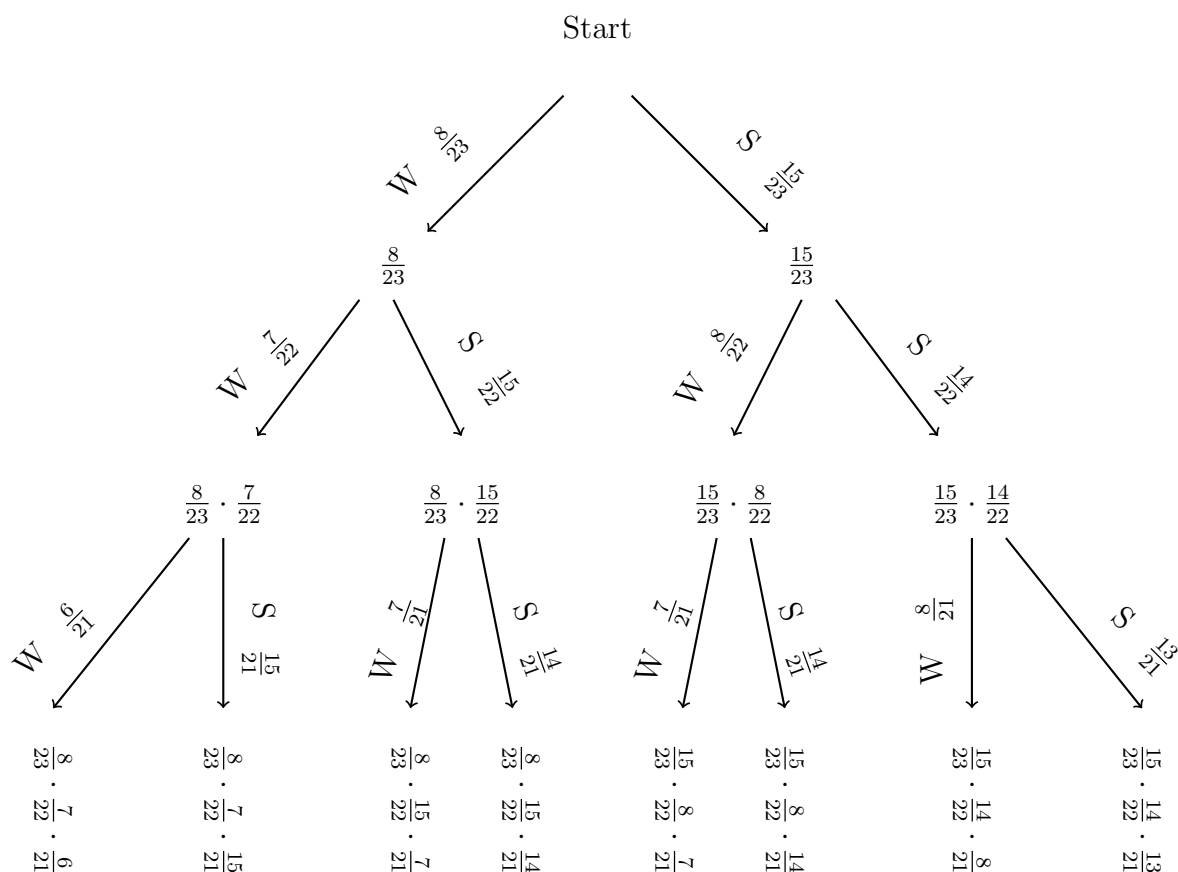 Start
W 8/23 S 15/23
8/23 15/23
W 7/22 S 15/22 W 8/22 S 14/22
8/23 · 7/22 8/23 · 15/22 15/23 · 8/22 15/23 · 14/22
W 6/21 S 15/21 W 7/21 S 14/21 W 7/21 S 14/21 W 8/21 S 13/21
8/23 · 7/22 · 6/21 8/23 · 7/22 · 15/21 8/23 · 15/22 · 7/21 8/23 · 15/22 · 14/21 15/23 · 8/22 · 7/21 15/23 · 8/22 · 14/21 15/23 · 14/22 · 8/21 15/23 · 14/22 · 13/21